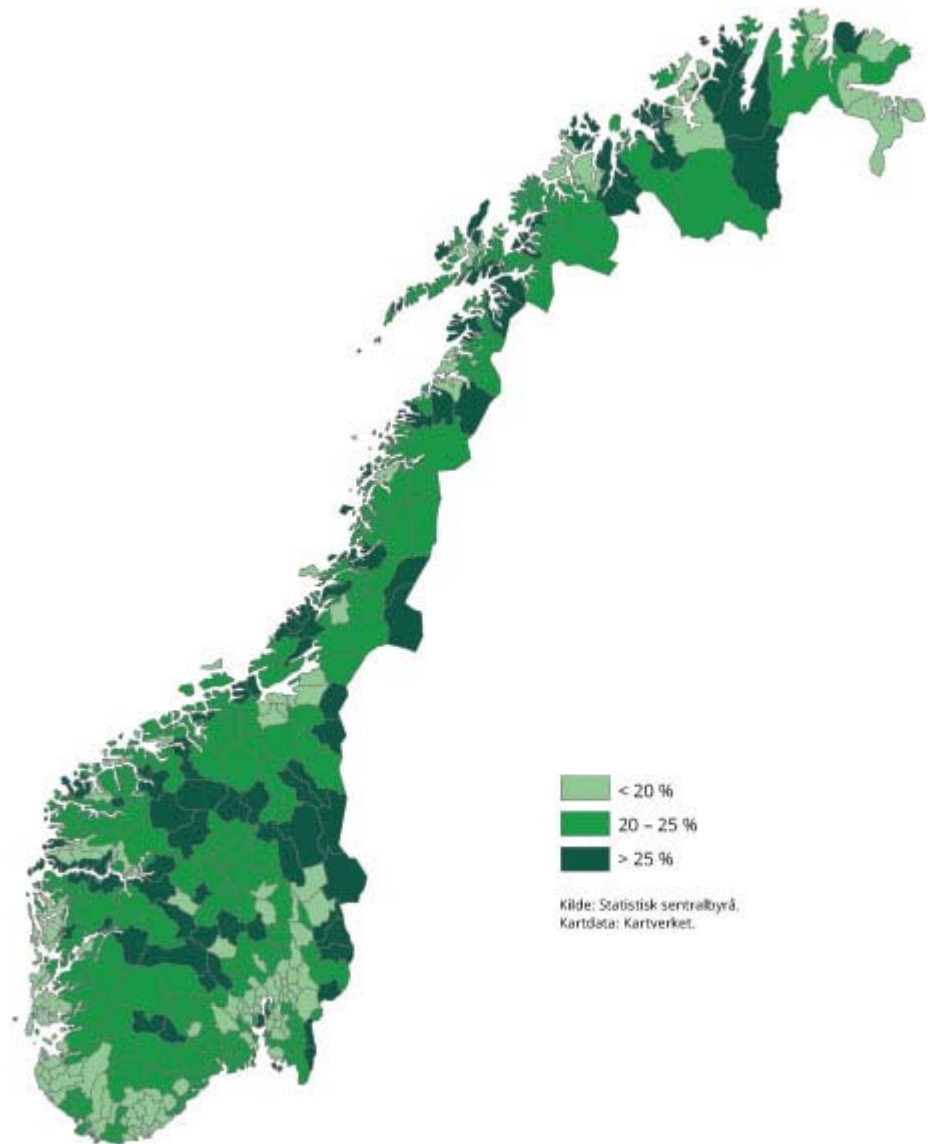 < 20 %
20 – 25 %
> 25 %
Kilde: Statistisk sentralbyrå.
Kartdata: Kartverket.